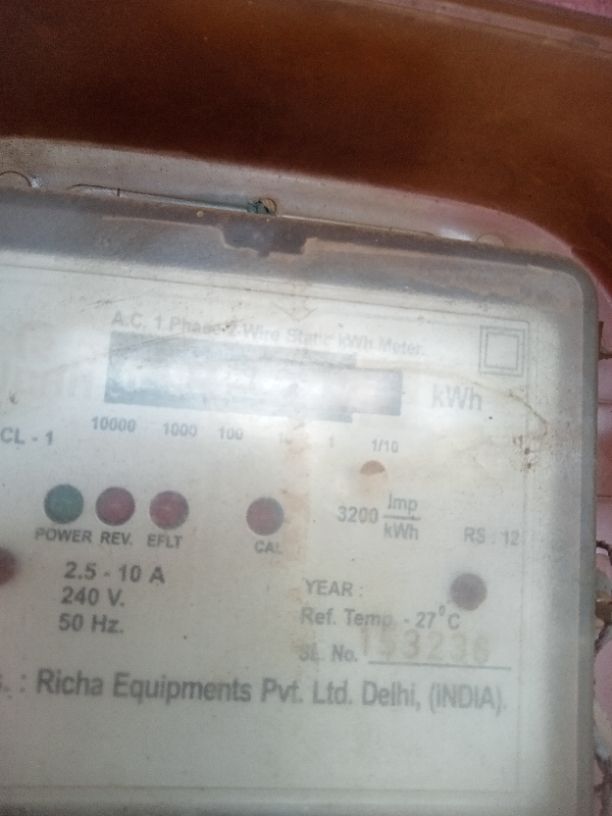 A.C. 1 Phase 2 Wire Static kWh Meter.
kWh
10000 1000 100 1 1/10
CL - 1
3200 Imp/kWh
POWER REV. EFLT CAL
RS : 12
2.5 - 10 A
240 V.
50 Hz.
YEAR :
Ref. Temp. - 27°C
SL. No. 153236
: Richa Equipments Pvt. Ltd. Delhi, (INDIA).